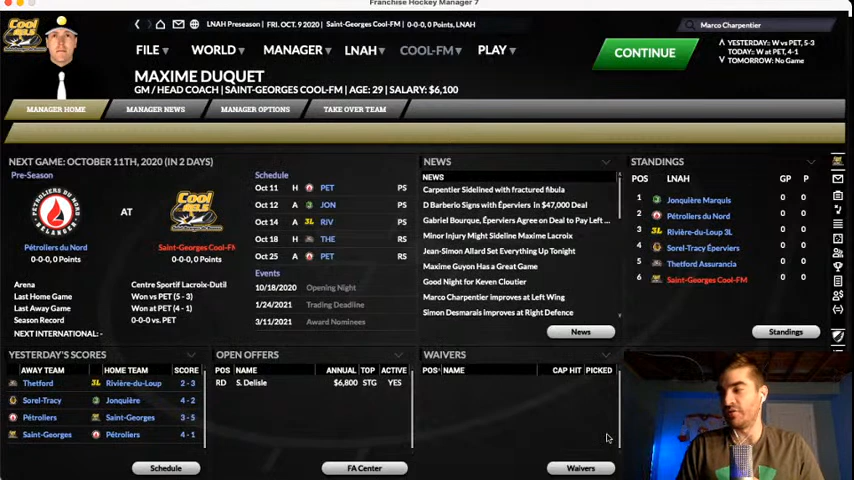 Franchise Hockey Manager 7
LNAH Preseason | FRI. OCT. 9 2020 | Saint-Georges Cool-FM | 0-0-0, 0 Points, LNAH
Marco Charpentier
FILE WORLD MANAGER LNAH COOL-FM PLAY
CONTINUE
YESTERDAY: W vs PET, 5-3
TODAY: W at PET, 4-1
TOMORROW: No Game
MAXIME DUQUET
GM / HEAD COACH | SAINT-GEORGES COOL-FM | AGE: 29 | SALARY: $6,100
MANAGER HOME MANAGER NEWS MANAGER OPTIONS TAKE OVER TEAM
NEXT GAME: OCTOBER 11TH, 2020 (IN 2 DAYS)
Pre-Season
PETROLIERS DU NORD
BELANGER
AT
Cool
Pétroliers du Nord
0-0-0, 0 Points
Saint-Georges Cool-FM
0-0-0, 0 Points
Arena Centre Sportif Lacroix-Dutil
Last Home Game Won vs PET (5 - 3)
Last Away Game Won at PET (4 - 1)
Season Record 0-0-0 vs. PET
NEXT INTERNATIONAL: -
Schedule
Oct 11 H PET PS
Oct 12 A JON PS
Oct 14 A 3L RIV PS
Oct 18 H THE RS
Oct 25 A PET RS
Events
10/18/2020 Opening Night
1/24/2021 Trading Deadline
3/11/2021 Award Nominees
NEWS
NEWS
Carpentier Sidelined with fractured fibula
D Barberio Signs with Éperviers in $47,000 Deal
Gabriel Bourque, Éperviers Agree on Deal to Pay Left ...
Minor Injury Might Sideline Maxime Lacroix
Jean-Simon Allard Set Everything Up Tonight
Maxime Guyon Has a Great Game
Good Night for Keven Cloutier
Marco Charpentier improves at Left Wing
Simon Desmarais improves at Right Defence
News
STANDINGS
POS LNAH GP P
1 Jonquière Marquis 0 0
2 Pétroliers du Nord 0 0
3 3L Rivière-du-Loup 3L 0 0
4 Sorel-Tracy Éperviers 0 0
5 Thetford Assurancia 0 0
6 Saint-Georges Cool-FM 0 0
Standings
YESTERDAY'S SCORES
AWAY TEAM HOME TEAM SCORE
Thetford 3L Rivière-du-Loup 2-3
Sorel-Tracy Jonquière 4-2
Pétroliers Saint-Georges 3-5
Saint-Georges Pétroliers 4-1
Schedule
OPEN OFFERS
POS NAME ANNUAL TOP ACTIVE
RD S. Delisle $6,800 STG YES
FA Center
WAIVERS
POS NAME CAP HIT PICKED
Waivers